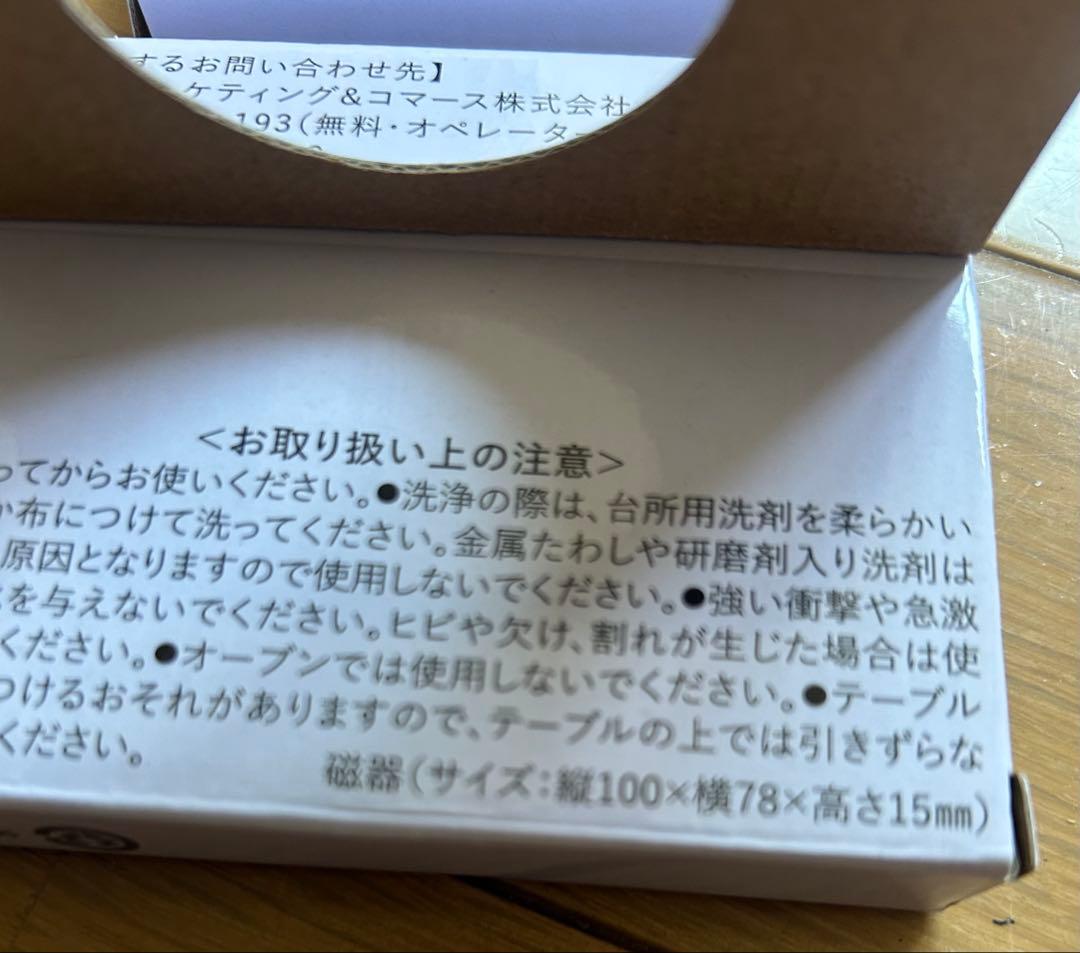 するお問い合わせ先】
ケティング&コマース株式会社
193(無料・オペレーター
<お取り扱い上の注意>
ってからお使いください。●洗浄の際は、台所用洗剤を柔らかい
か布につけて洗ってください。金属たわしや研磨剤入り洗剤は
原因となりますので使用しないでください。●強い衝撃や急激
を与えないでください。ヒビや欠け、割れが生じた場合は使
ください。●オーブンでは使用しないでください。●テーブル
つけるおそれがありますので、テーブルの上では引きずらな
ください。
磁器(サイズ:縦100×横78×高さ15mm)